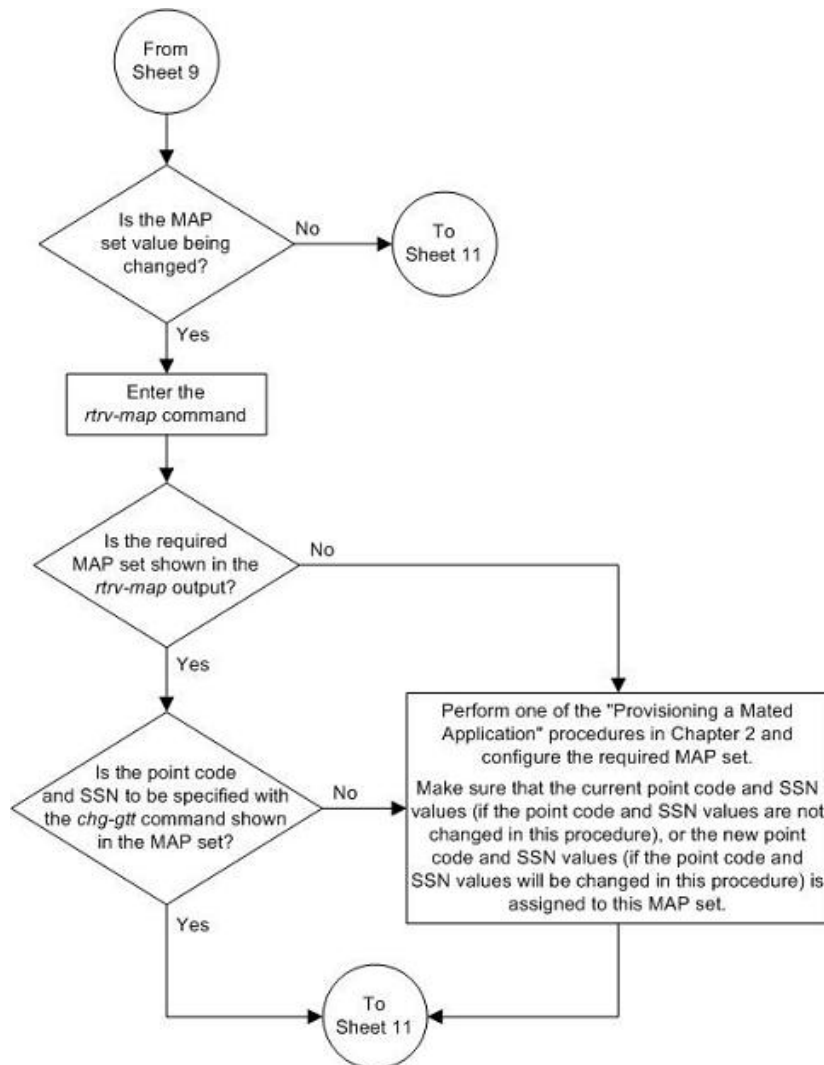 From
Sheet 9
Is the MAP
set value being
changed?
No
To
Sheet 11
Yes
Enter the
rtrv-map command
Is the required
MAP set shown in the
rtrv-map output?
No
Yes
Is the point code
and SSN to be specified with
the chg-gtt command shown
in the MAP set?
No
Perform one of the "Provisioning a Mated
Application" procedures in Chapter 2 and
configure the required MAP set.
Make sure that the current point code and SSN
values (if the point code and SSN values are not
changed in this procedure), or the new point
code and SSN values (if the point code and
SSN values will be changed in this procedure) is
assigned to this MAP set.
Yes
To
Sheet 11